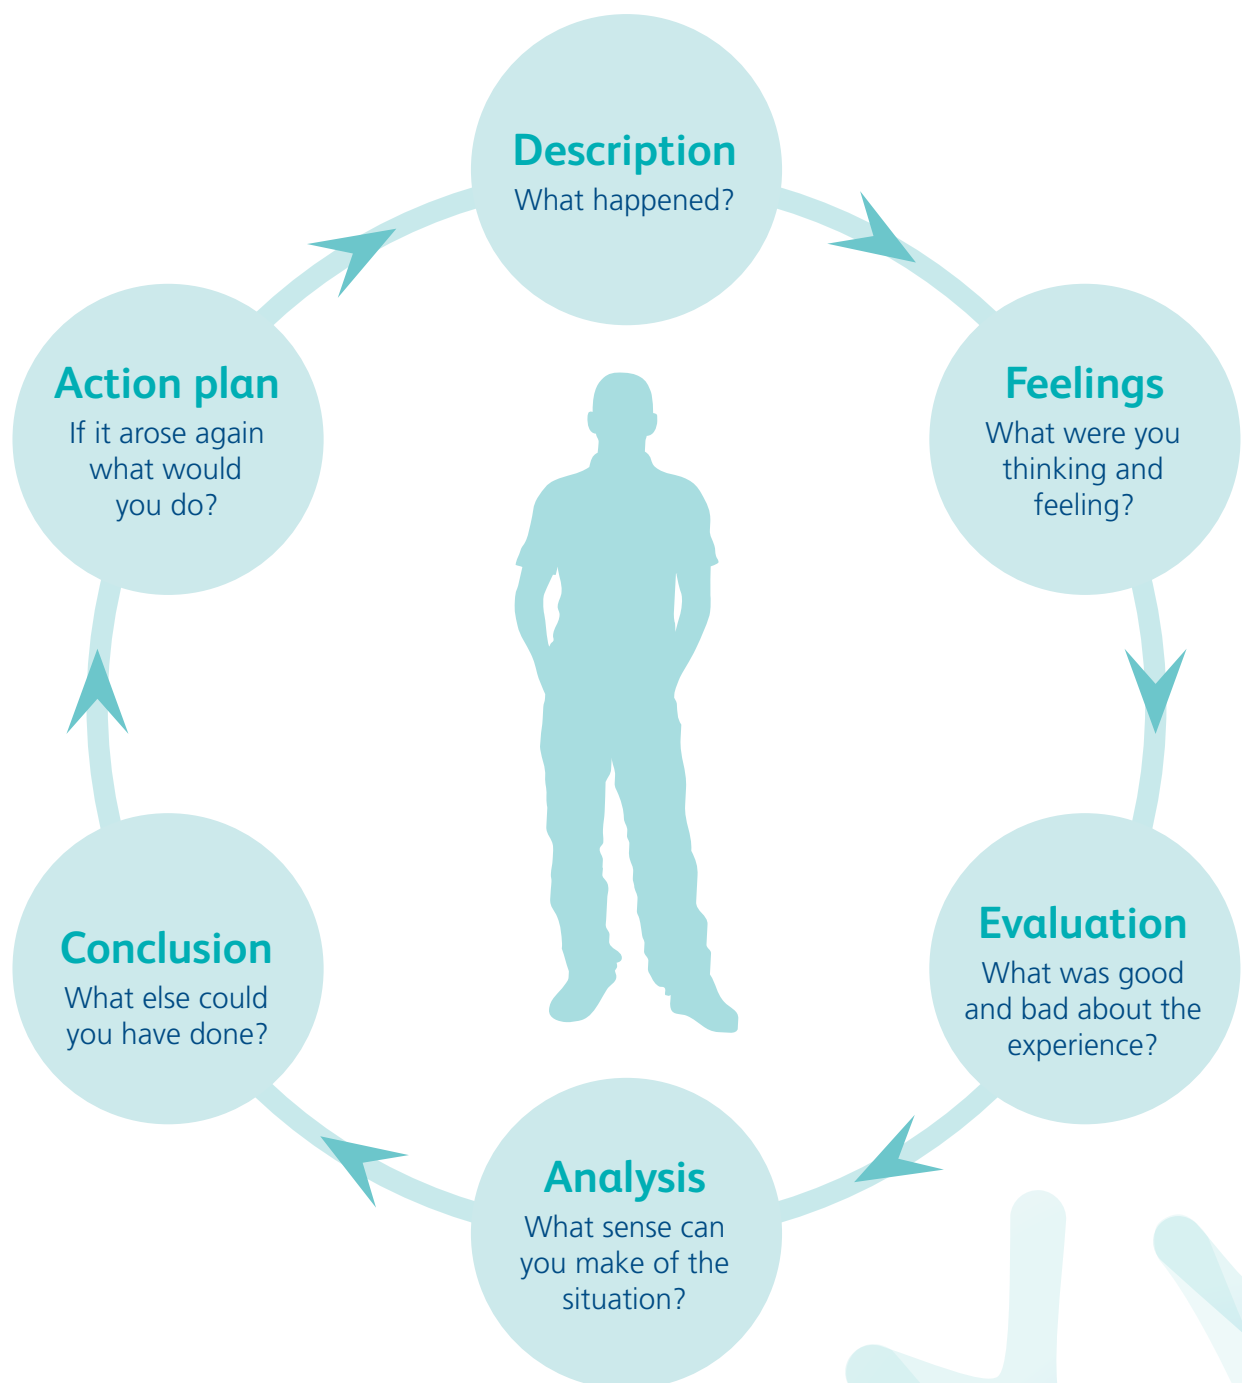 Description
What happened?
Feelings
What were you
thinking and
feeling?
Evaluation
What was good
and bad about the
experience?
Analysis
What sense can
you make of the
situation?
Conclusion
What else could
you have done?
Action plan
If it arose again
what would
you do?